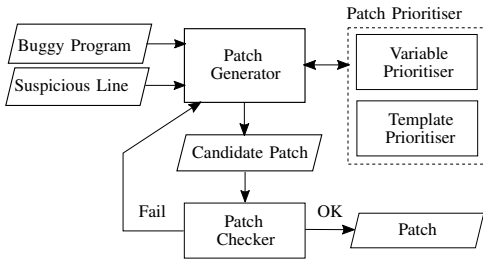 Patch Prioritiser
Buggy Program
Suspicious Line
Patch
Generator
Variable
Prioritiser
Template
Prioritiser
Candidate Patch
Fail
Patch
Checker
OK
Patch